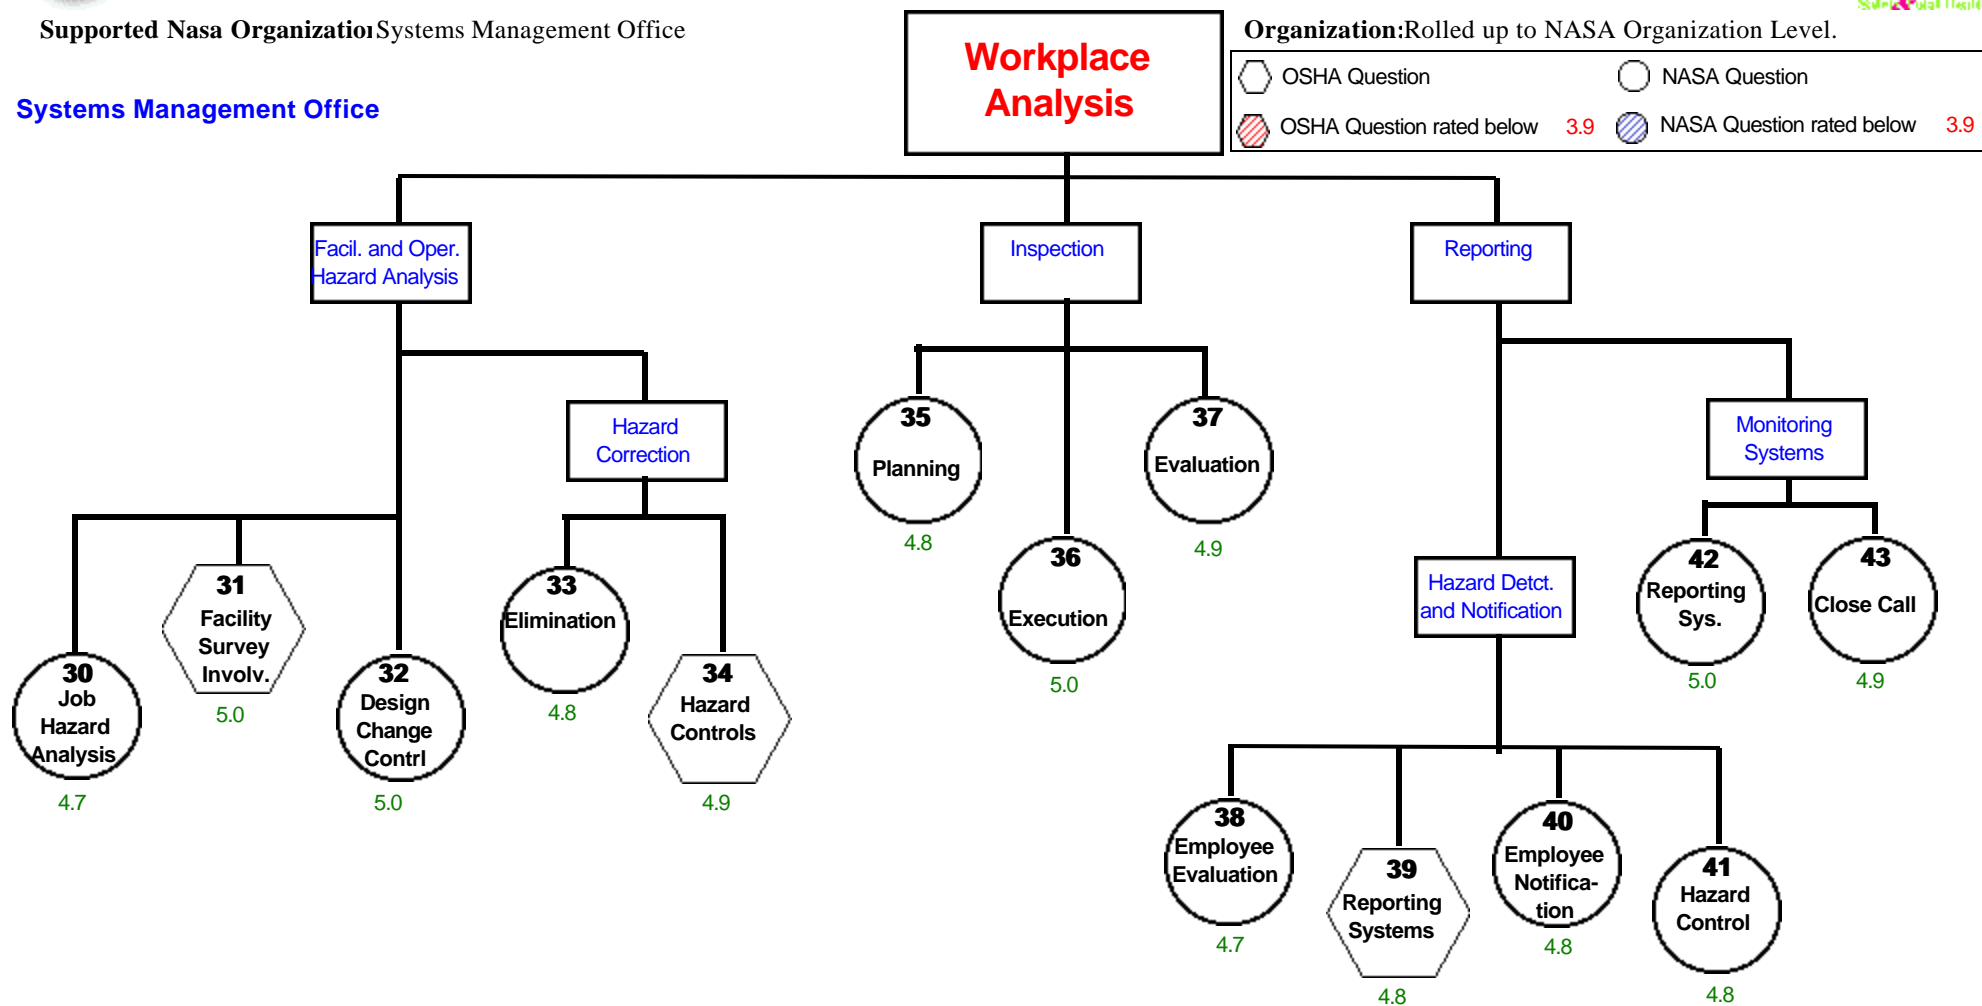 Supported Nasa Organization Systems Management Office
Organization:Rolled up to NASA Organization Level.
Workplace
Analysis
OSHA Question
NASA Question
OSHA Question rated below 3.9
NASA Question rated below 3.9
Systems Management Office
Facil. and Oper.
Hazard Analysis
Inspection
Reporting
Hazard
Correction
Monitoring
Systems
Hazard Detct.
and Notification
30
Job
Hazard
Analysis
4.7
31
Facility
Survey
Involv.
5.0
32
Design
Change
Contrl
5.0
33
Elimination
4.8
34
Hazard
Controls
4.9
35
Planning
4.8
36
Execution
5.0
37
Evaluation
4.9
38
Employee
Evaluation
4.7
39
Reporting
Systems
4.8
40
Employee
Notifica-
tion
4.8
41
Hazard
Control
4.8
42
Reporting
Sys.
5.0
43
Close Call
4.9